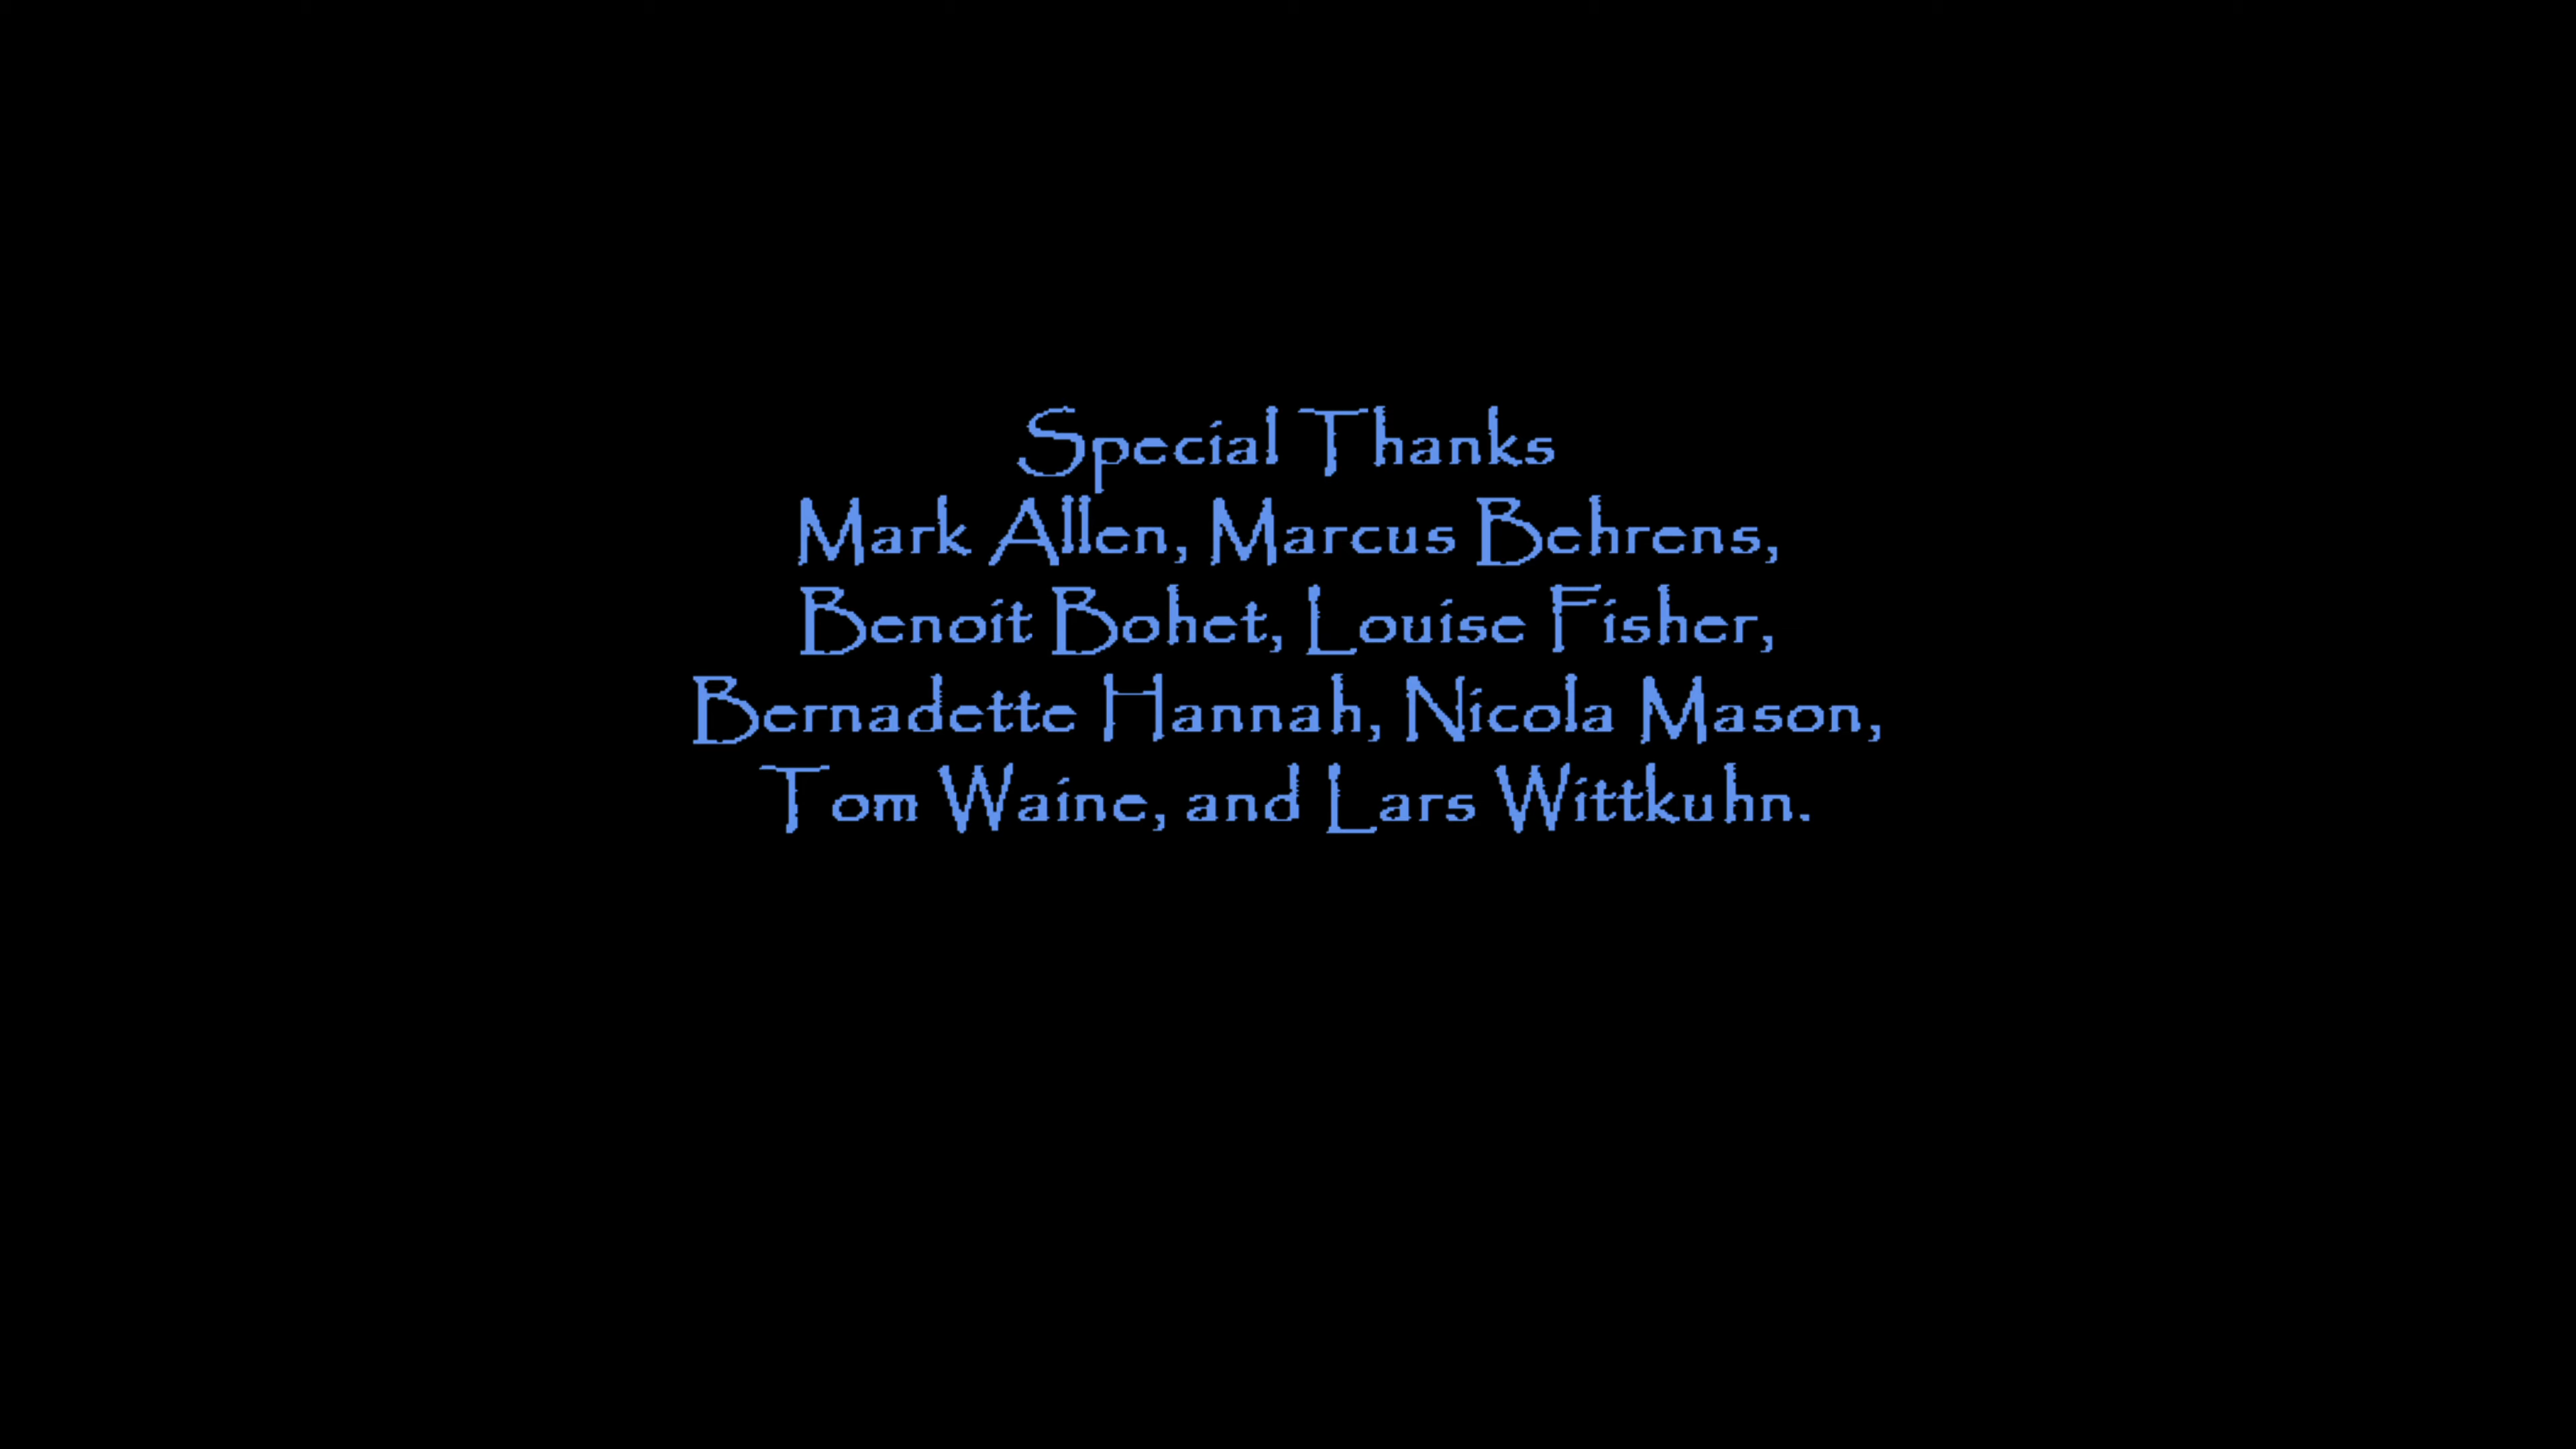 Special Thanks
Mark Allen, Marcus Behrens,
Benoit Bohet, Louise Fisher,
Bernadette Hannah, Nicola Mason,
Tom Waine, and Lars Wittkuhn.